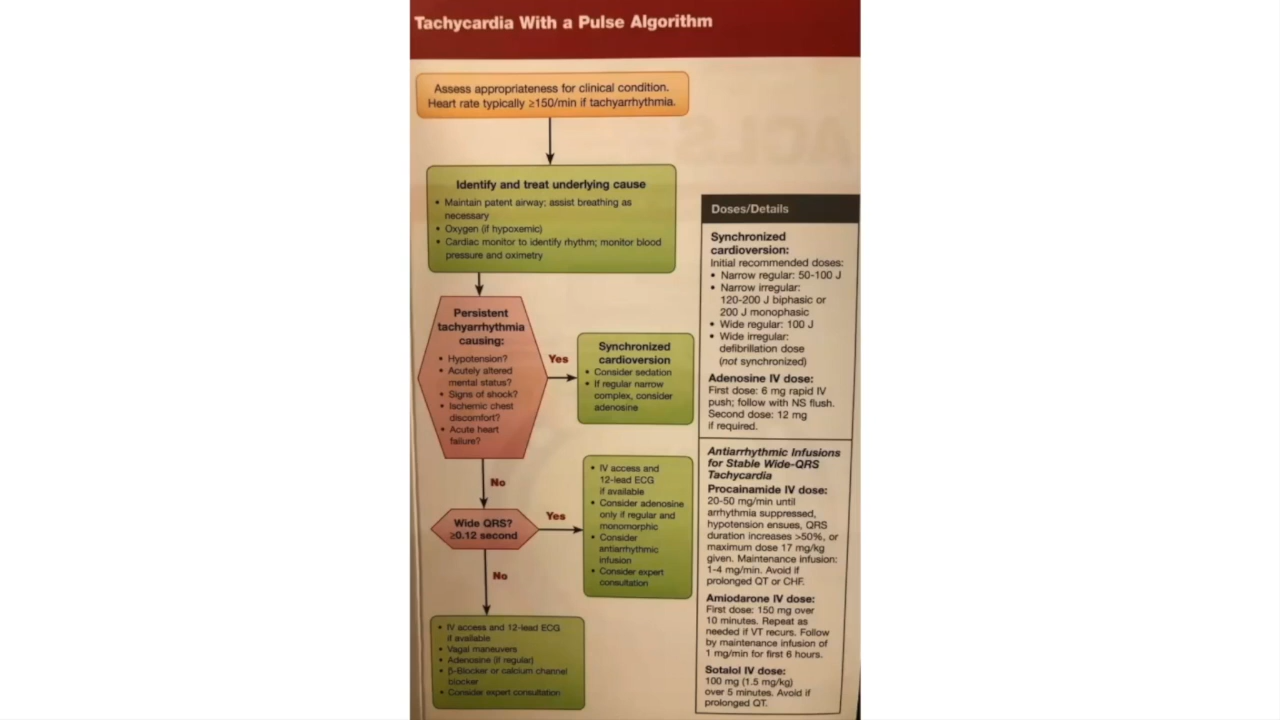 Tachycardia With a Pulse Algorithm
Assess appropriateness for clinical condition.
Heart rate typically ≥150/min if tachyarrhythmia.
Identify and treat underlying cause
• Maintain patent airway; assist breathing as
necessary
• Oxygen (if hypoxemic)
• Cardiac monitor to identify rhythm; monitor blood
pressure and oximetry
Persistent
tachyarrhythmia
causing:
• Hypotension?
• Acutely altered
mental status?
• Signs of shock?
• Ischemic chest
discomfort?
• Acute heart
failure?
Yes
Synchronized
cardioversion
• Consider sedation
• If regular narrow
complex, consider
adenosine
No
Wide QRS?
≥0.12 second
Yes
• IV access and
12-lead ECG
if available
• Consider adenosine
only if regular and
monomorphic
• Consider
antiarrhythmic
infusion
• Consider expert
consultation
No
• IV access and 12-lead ECG
if available
• Vagal maneuvers
• Adenosine (if regular)
• β-Blocker or calcium channel
blocker
• Consider expert consultation
Doses/Details
Synchronized
cardioversion:
Initial recommended doses:
• Narrow regular: 50-100 J
• Narrow irregular:
120-200 J biphasic or
200 J monophasic
• Wide regular: 100 J
• Wide irregular:
defibrillation dose
(not synchronized)
Adenosine IV dose:
First dose: 6 mg rapid IV
push; follow with NS flush.
Second dose: 12 mg
if required.
Antiarrhythmic Infusions
for Stable Wide-QRS
Tachycardia
Procainamide IV dose:
20-50 mg/min until
arrhythmia suppressed,
hypotension ensues, QRS
duration increases >50%, or
maximum dose 17 mg/kg
given. Maintenance infusion:
1-4 mg/min. Avoid if
prolonged QT or CHF.
Amiodarone IV dose:
First dose: 150 mg over
10 minutes. Repeat as
needed if VT recurs. Follow
by maintenance infusion of
1 mg/min for first 6 hours.
Sotalol IV dose:
100 mg (1.5 mg/kg)
over 5 minutes. Avoid if
prolonged QT.